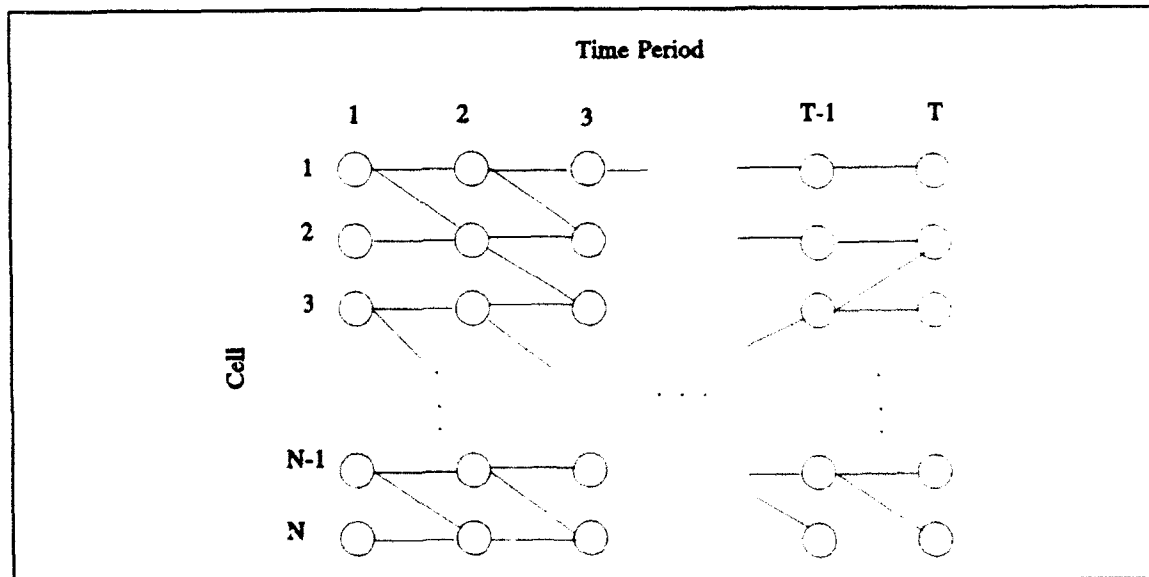 Time Period
1 2 3 T-1 T
1
2
3
Cell
. . .
N-1
N